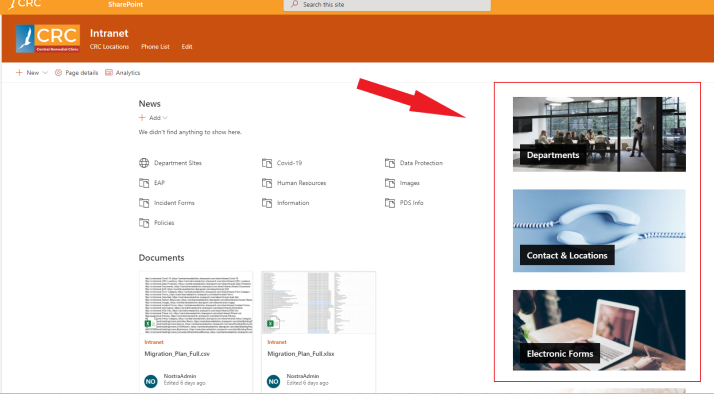 CRC
SharePoint
Search this site
CRC
Central Remedial Clinic
Intranet
CRC Locations Phone List Edit
New Page details Analytics
News
Add
We didn't find anything to show here.
Department Sites Covid-19 Data Protection
EAP Human Resources Images
Incident Forms Information PDS Info
Policies
Documents
Intranet
Migration_Plan_Full.csv
NO
NostraAdmin
Edited 6 days ago
Intranet
Migration_Plan_Full.xlsx
NO
NostraAdmin
Edited 6 days ago
Departments
Contact & Locations
Electronic Forms